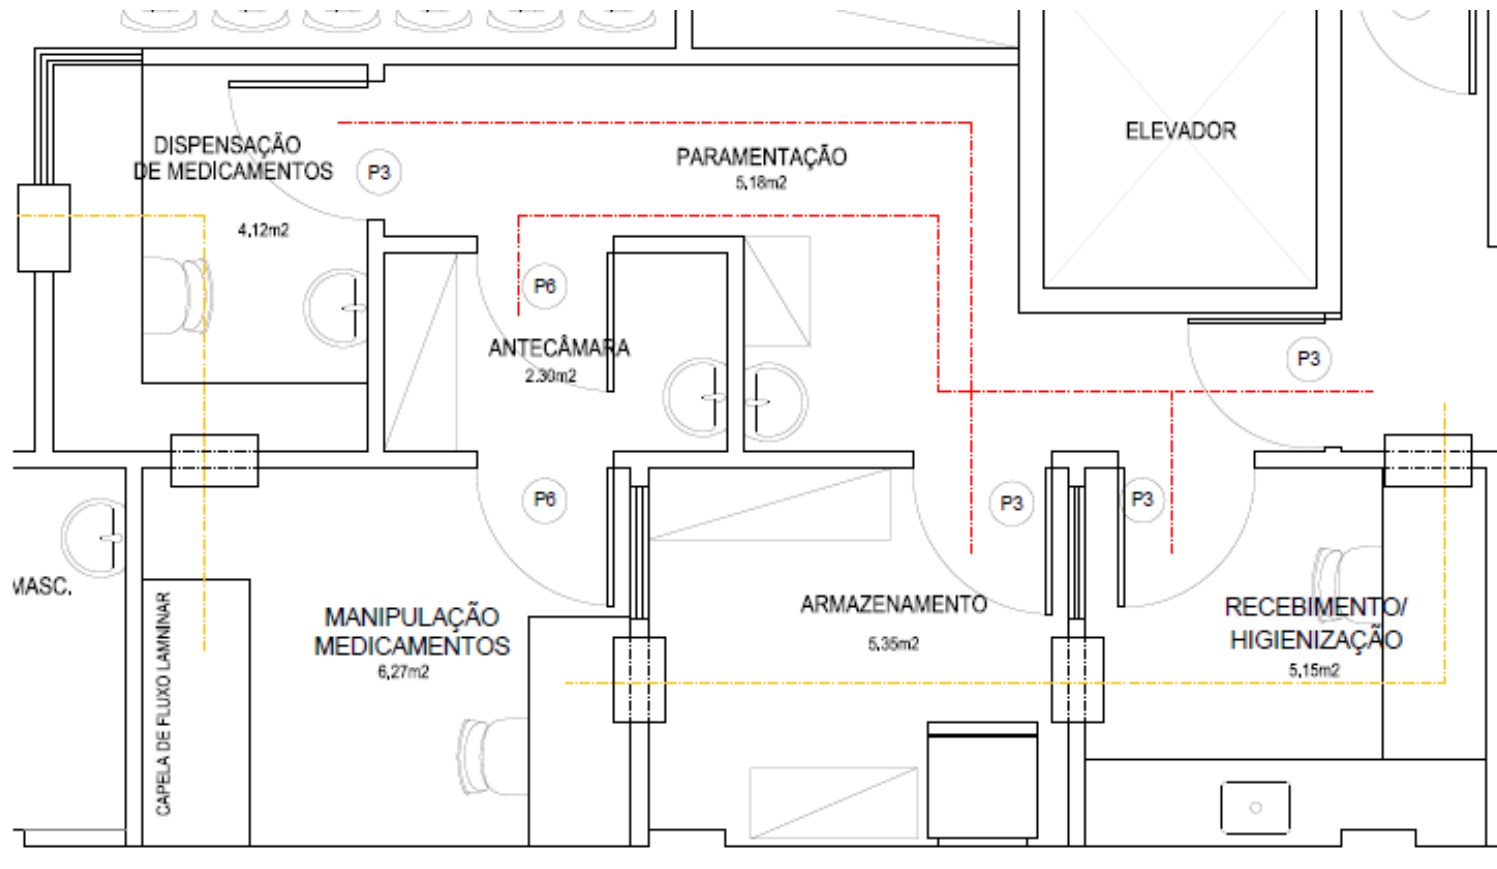 DISPENSAÇÃO
DE MEDICAMENTOS
4,12m2
P3
PARAMENTAÇÃO
5,18m2
ELEVADOR
P6
ANTECÂMARA
2.30m2
P3
P6
P3
P3
MASC.
CAPELA DE FLUXO LAMNINAR
MANIPULAÇÃO
MEDICAMENTOS
6,27m2
ARMAZENAMENTO
5,35m2
RECEBIMENTO/
HIGIENIZAÇÃO
5,15m2